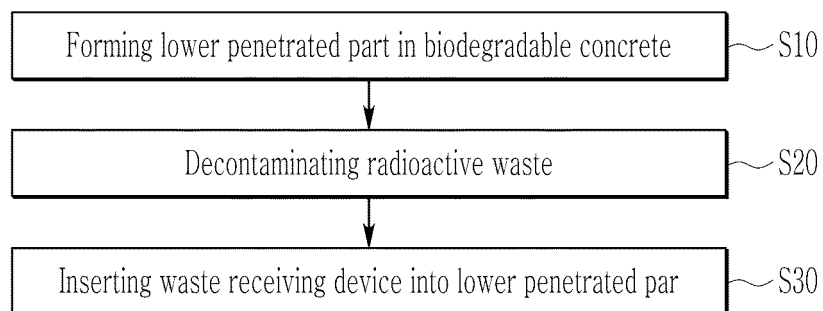 Forming lower penetrated part in biodegradable concrete S10
Decontaminating radioactive waste S20
Inserting waste receiving device into lower penetrated par S30